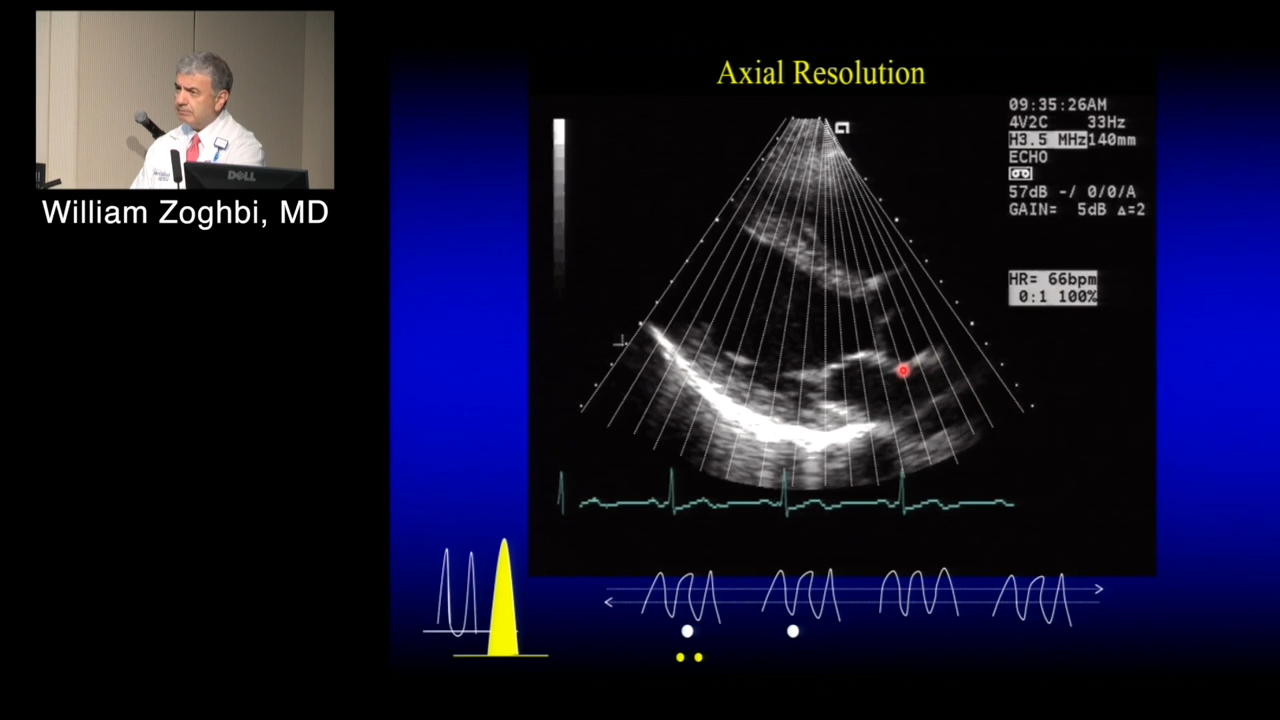 Axial Resolution
09:35:26AM
4V2C 33Hz
H3.5 MHz 140mm
ECHO
57dB -/ 0/0/A
GAIN= 5dB ▵=2
HR= 66bpm
0:1 100%
DELL
William Zoghbi, MD